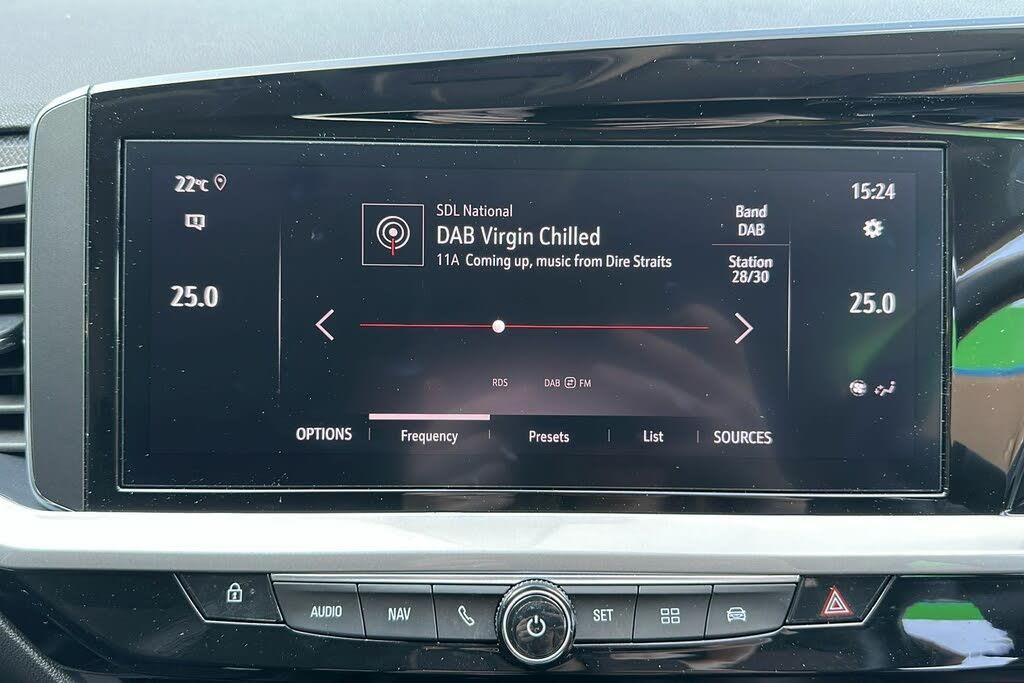 22°C
15:24
SDL National
DAB Virgin Chilled
11A Coming up, music from Dire Straits
Band
DAB
Station
28/30
25.0
25.0
RDS
DAB FM
OPTIONS
Frequency
Presets
List
SOURCES
AUDIO
NAV
SET